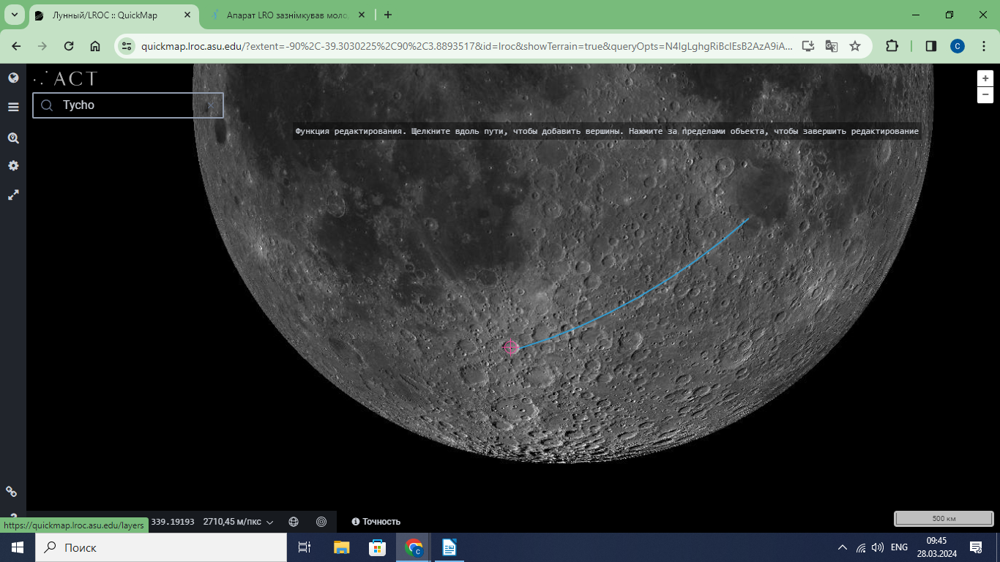 Лунный/LROC :: QuickMap
Апарат LRO зазнімкував моло
quickmap.lroc.asu.edu/?extent=-90%2C-39.3030225%2C90%2C3.8893517&id=lroc&showTerrain=true&queryOpts=N4IgLghgRiBcIEsB2AzA9iA...
C
ACT
Tycho
+
−
Функция редактирования. Щелкните вдоль пути, чтобы добавить вершины. Нажмите за пределами объекта, чтобы завершить редактирование
339.19193
2710,45 м/пкс
Точность
500 км
https://quickmap.lroc.asu.edu/layers
Поиск
ENG
09:45
28.03.2024